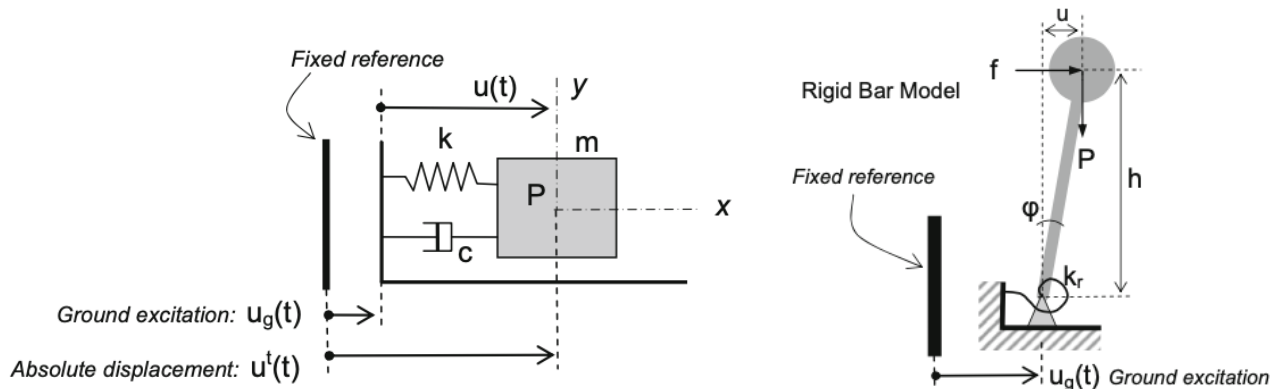 Fixed reference
u(t)
y
k
m
P
x
c
Ground excitation: u_g(t)
Absolute displacement: u^t(t)
u
f
Rigid Bar Model
P
h
Fixed reference
φ
k_r
u_g(t) Ground excitation